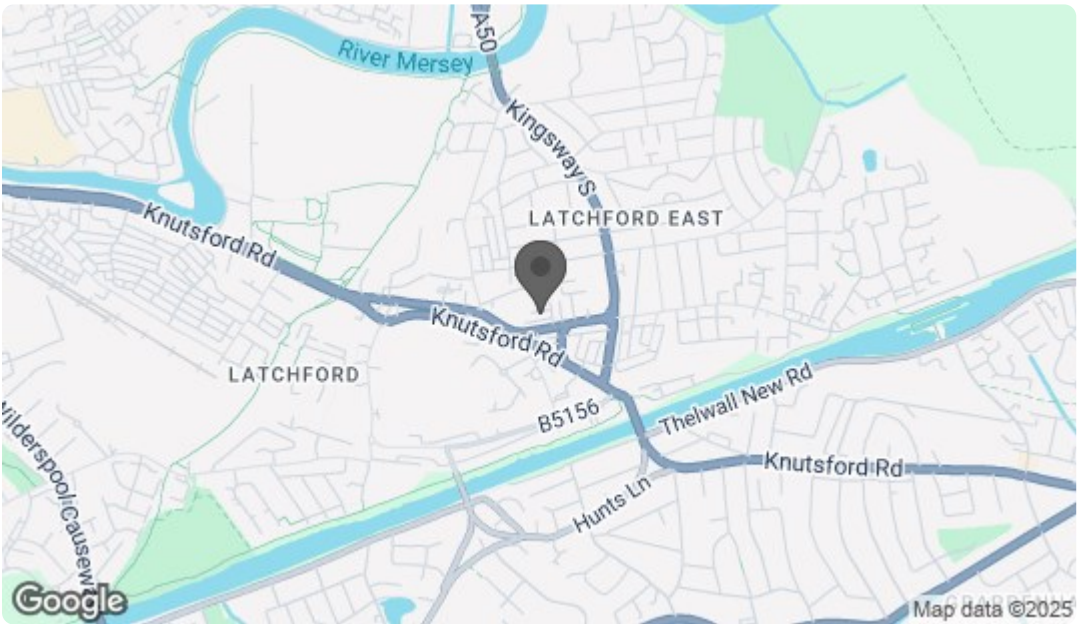 A50
River Mersey
Kingsway S
LATCHFORD EAST
Knutsford Rd
Knutsford Rd
LATCHFORD
Thelwall New Rd
B5156
Knutsford Rd
Hunts Ln
Google
Map data ©2025